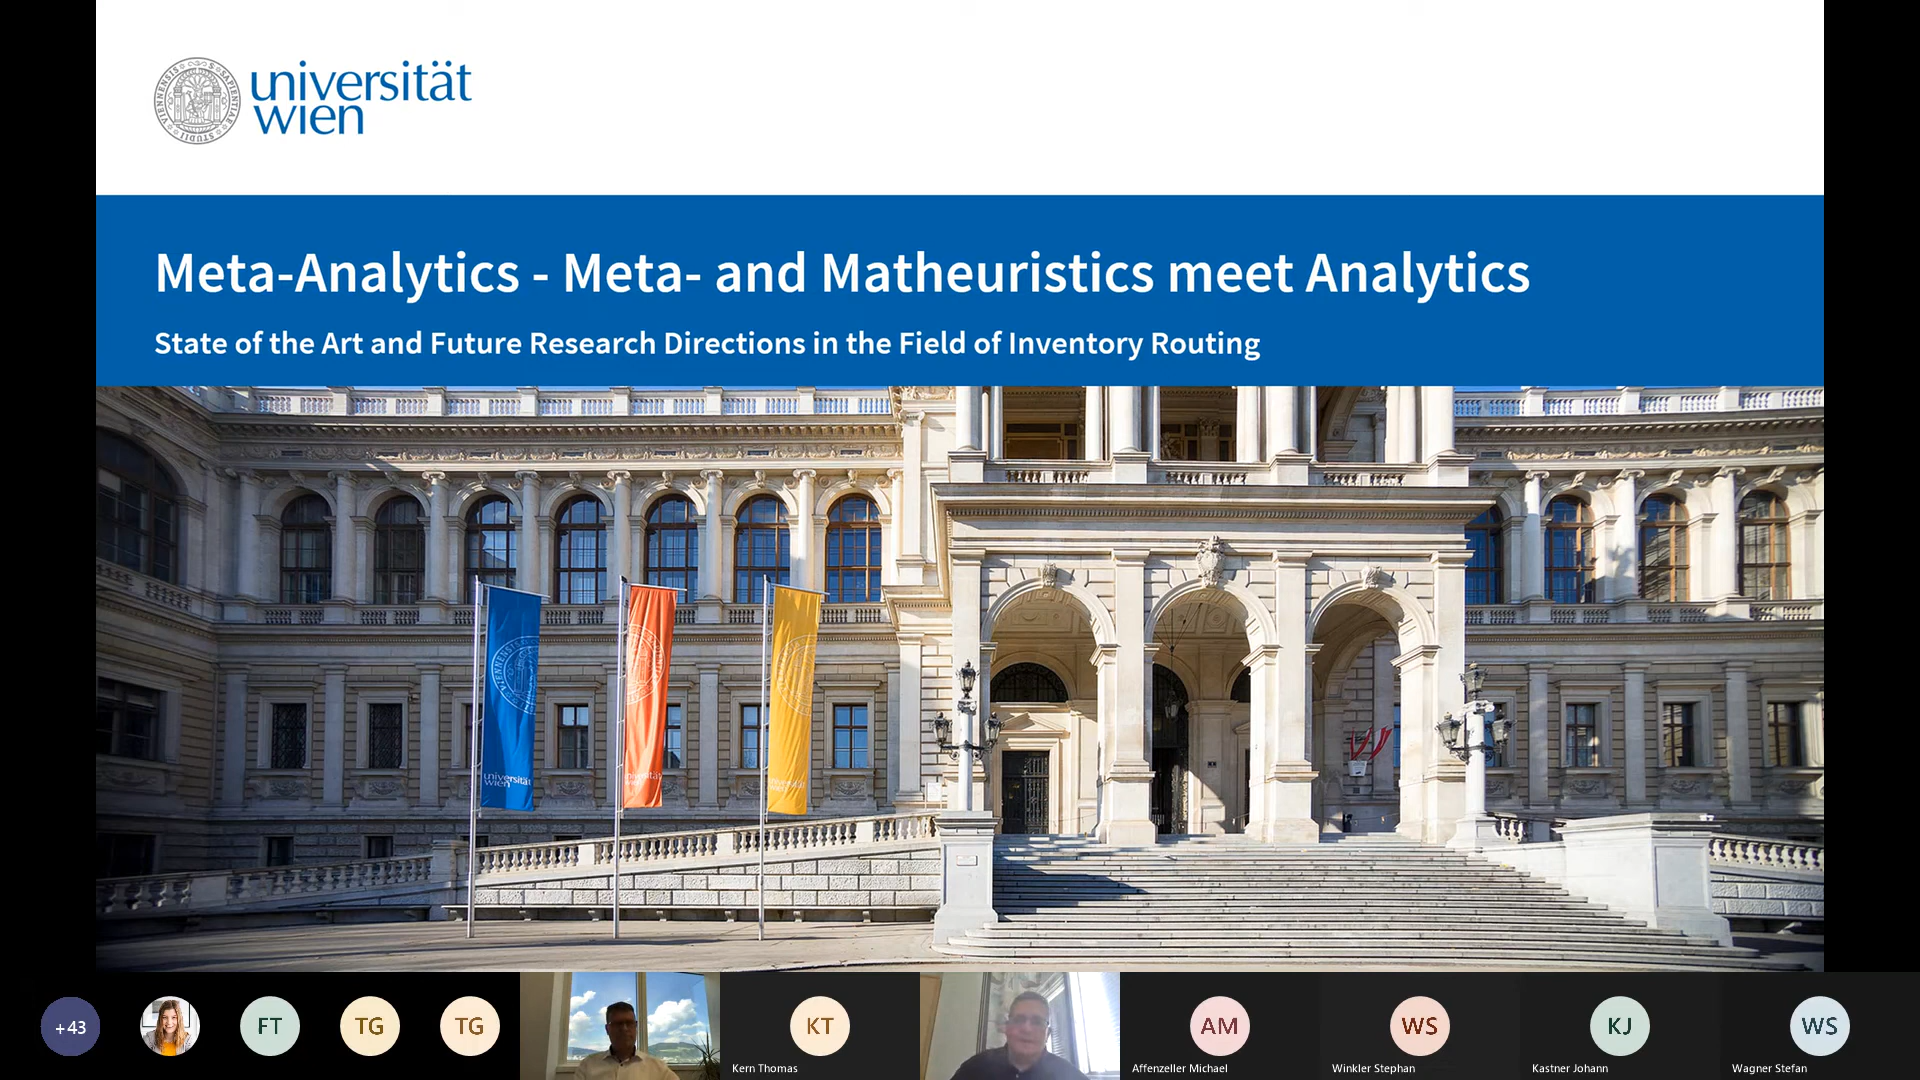 universität
wien
Meta-Analytics - Meta- and Matheuristics meet Analytics
State of the Art and Future Research Directions in the Field of Inventory Routing
universität
wien
+43
FT
TG
TG
KT
Kern Thomas
AM
Affenzeller Michael
WS
Winkler Stephan
KJ
Kastner Johann
WS
Wagner Stefan